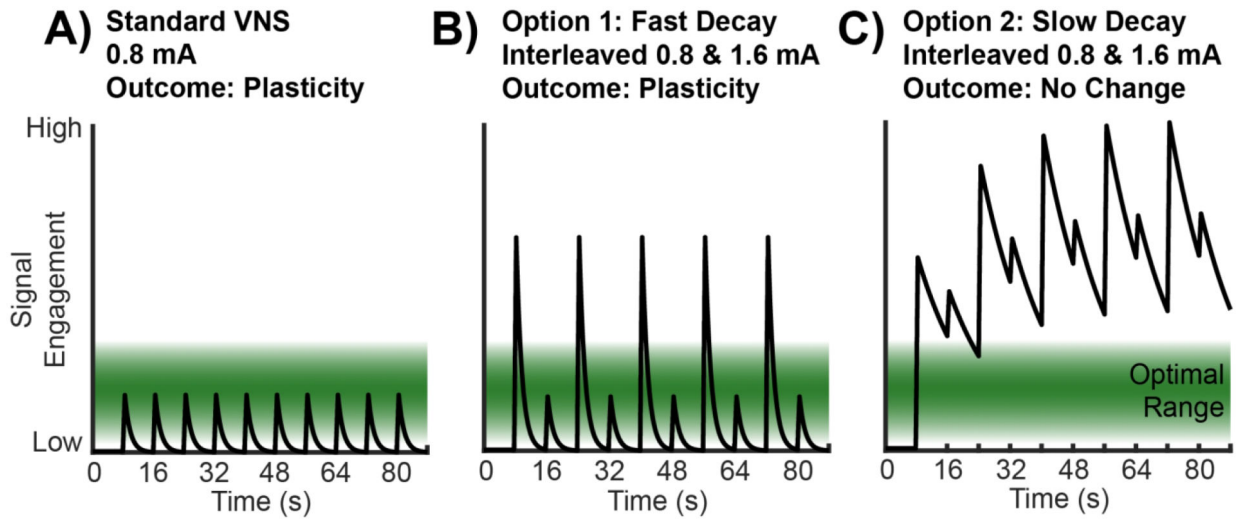 A) Standard VNS
0.8 mA
Outcome: Plasticity
High
Low
Signal
Engagement
0 16 32 48 64 80
Time (s)
B) Option 1: Fast Decay
Interleaved 0.8 & 1.6 mA
Outcome: Plasticity
0 16 32 48 64 80
Time (s)
C) Option 2: Slow Decay
Interleaved 0.8 & 1.6 mA
Outcome: No Change
Optimal
Range
0 16 32 48 64 80
Time (s)